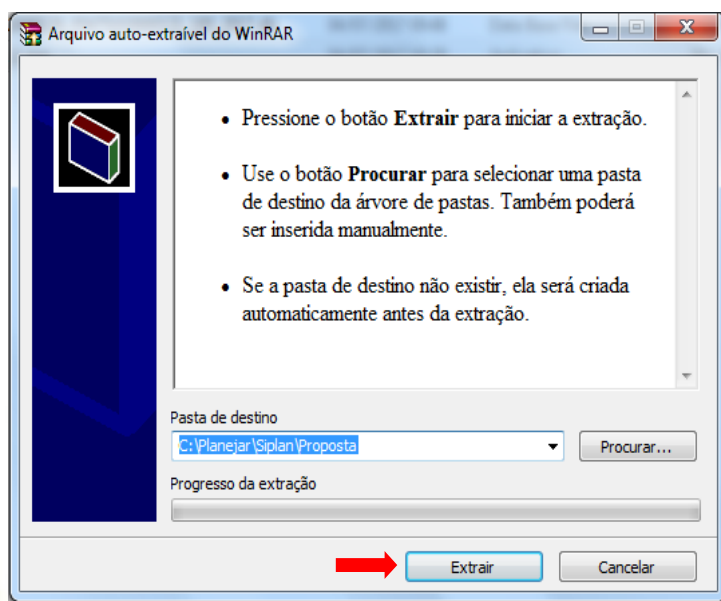 Arquivo auto-extraível do WinRAR
• Pressione o botão Extrair para iniciar a extração.
• Use o botão Procurar para selecionar uma pasta
de destino da árvore de pastas. Também poderá
ser inserida manualmente.
• Se a pasta de destino não existir, ela será criada
automaticamente antes da extração.
Pasta de destino
C:\Planejar\Siplan\Proposta
Procurar...
Progresso da extração
Extrair
Cancelar